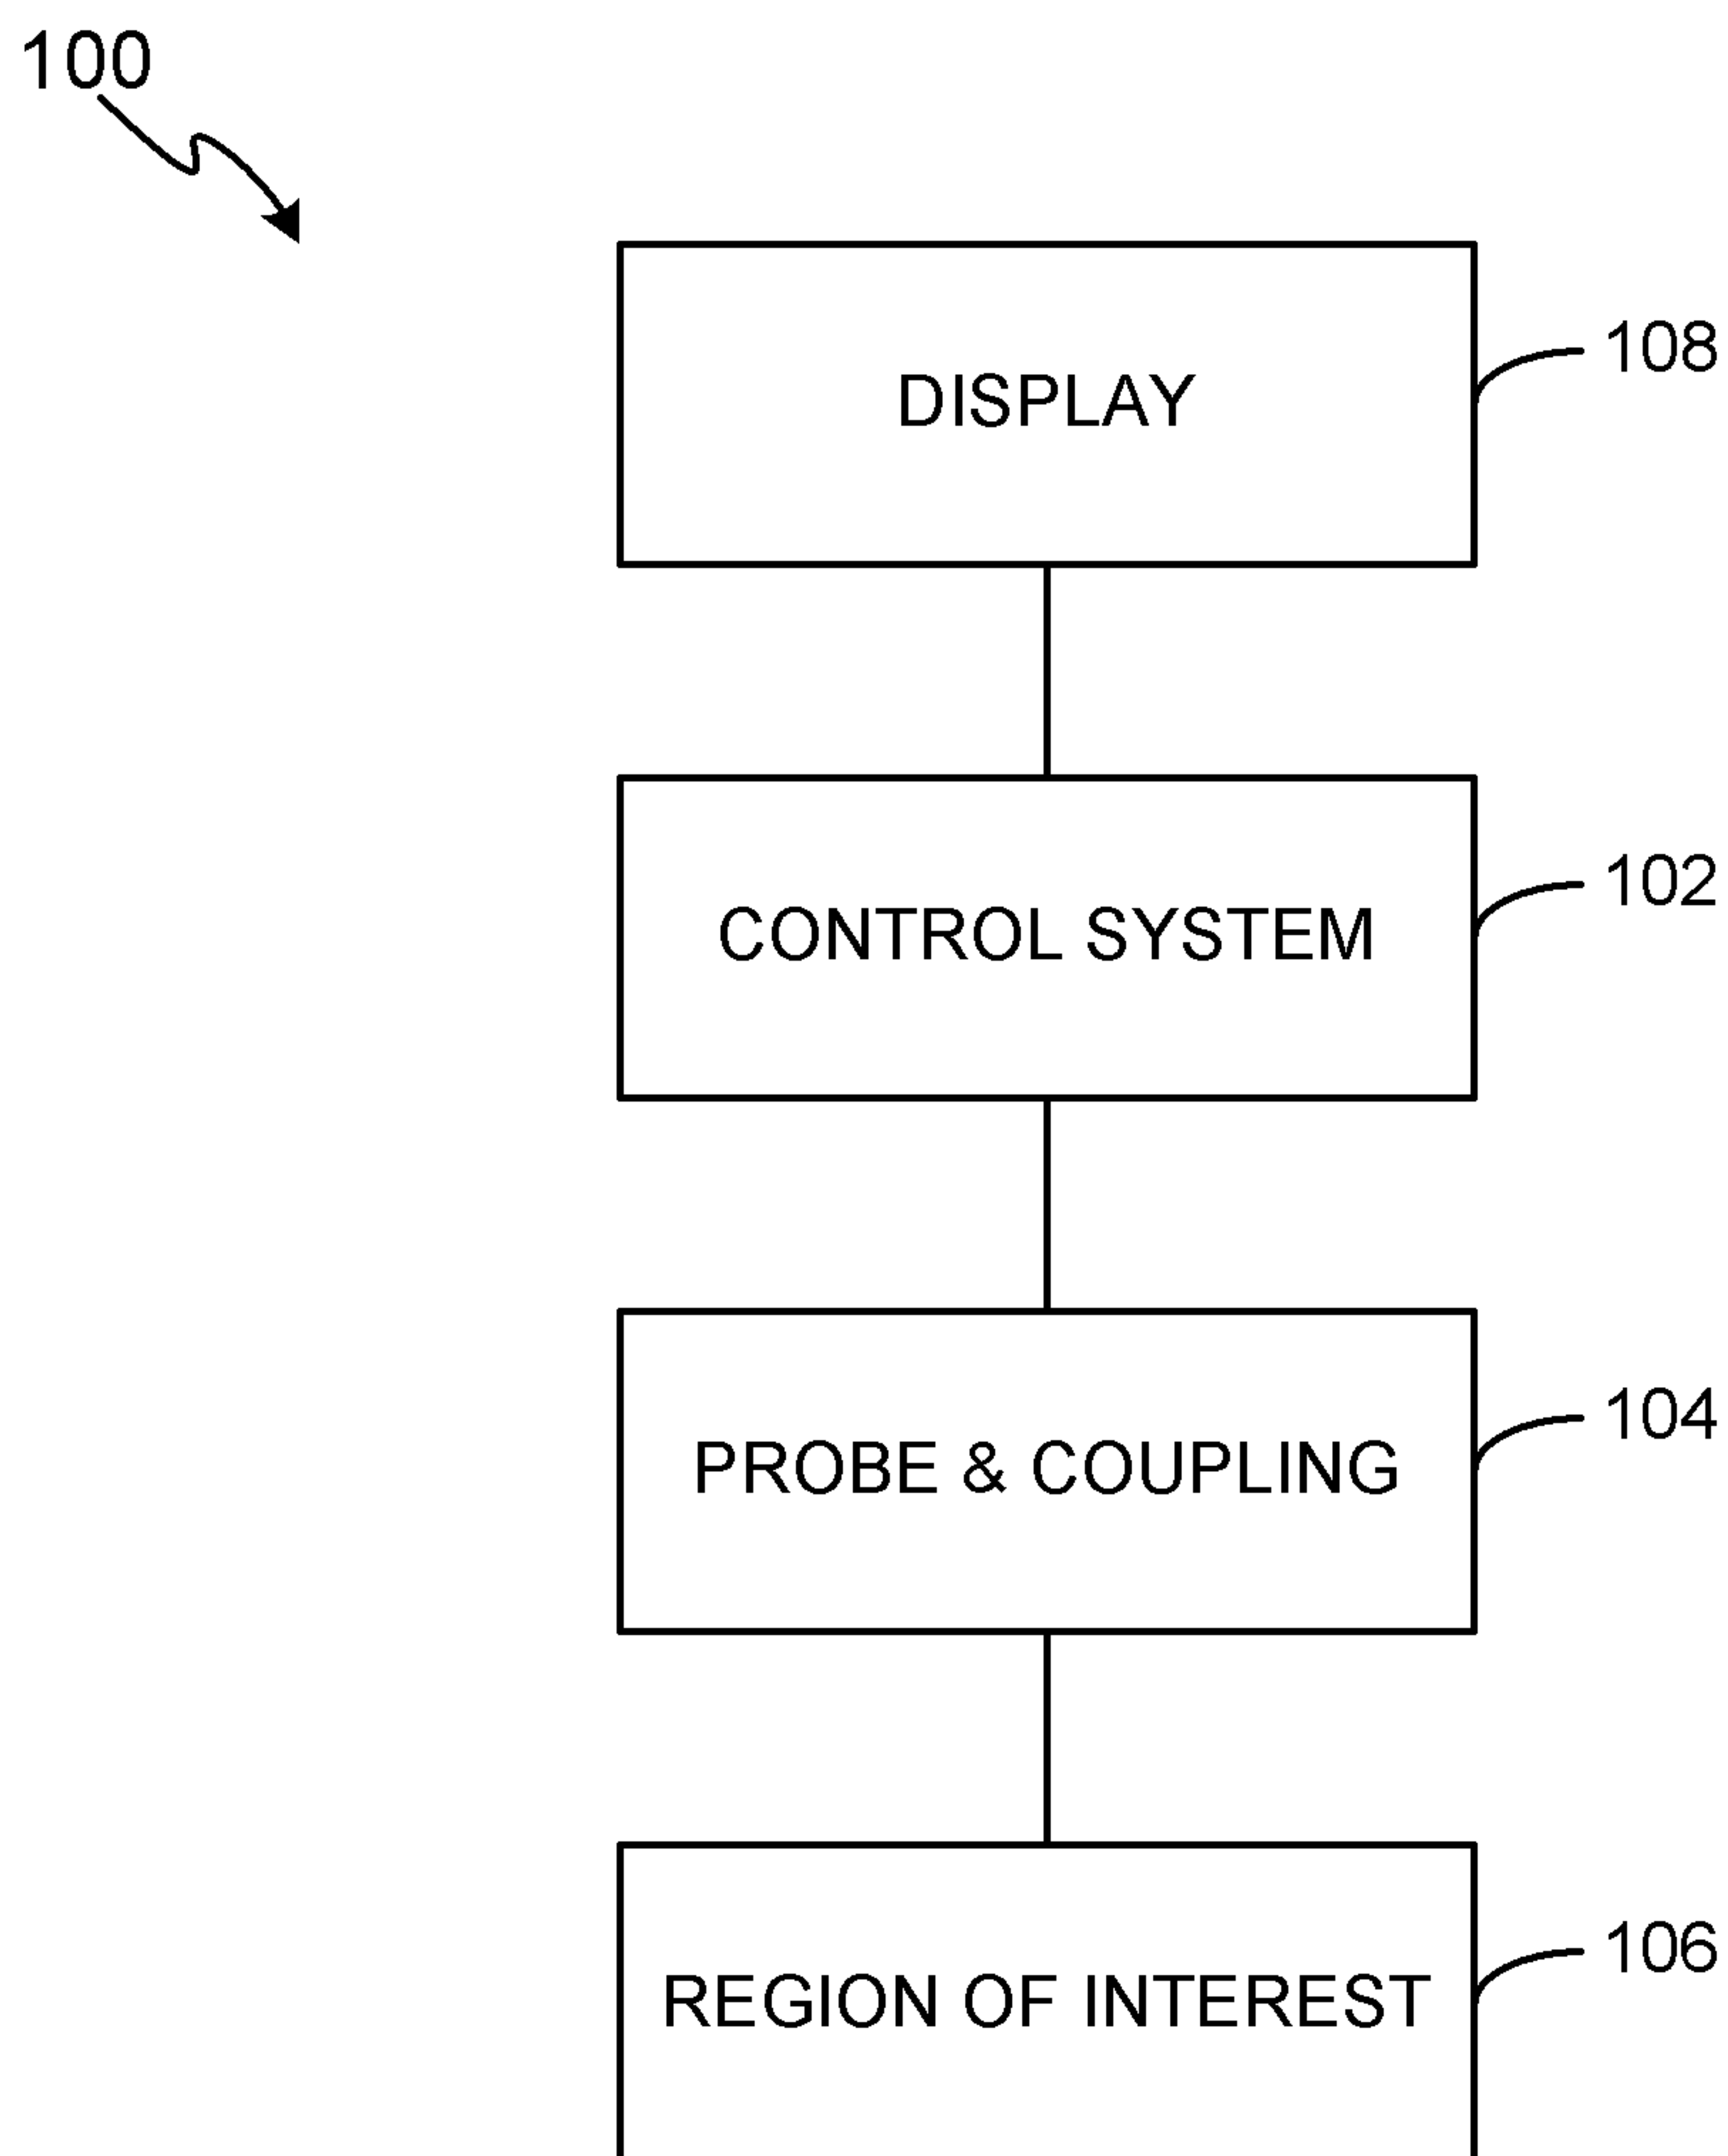 100
DISPLAY
108
CONTROL SYSTEM
102
PROBE & COUPLING
104
REGION OF INTEREST
106